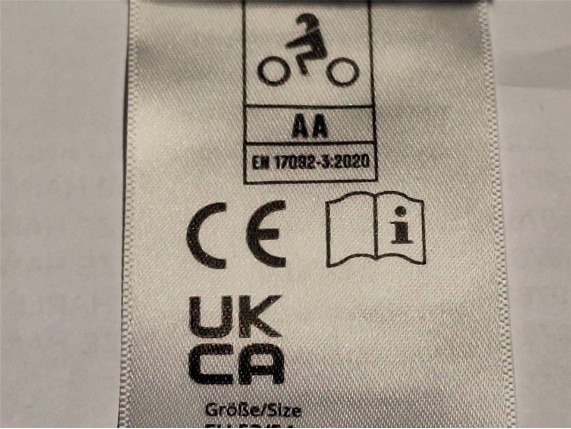 AA
EN 17092-3:2020
CE
i
UK
CA
Größe/Size